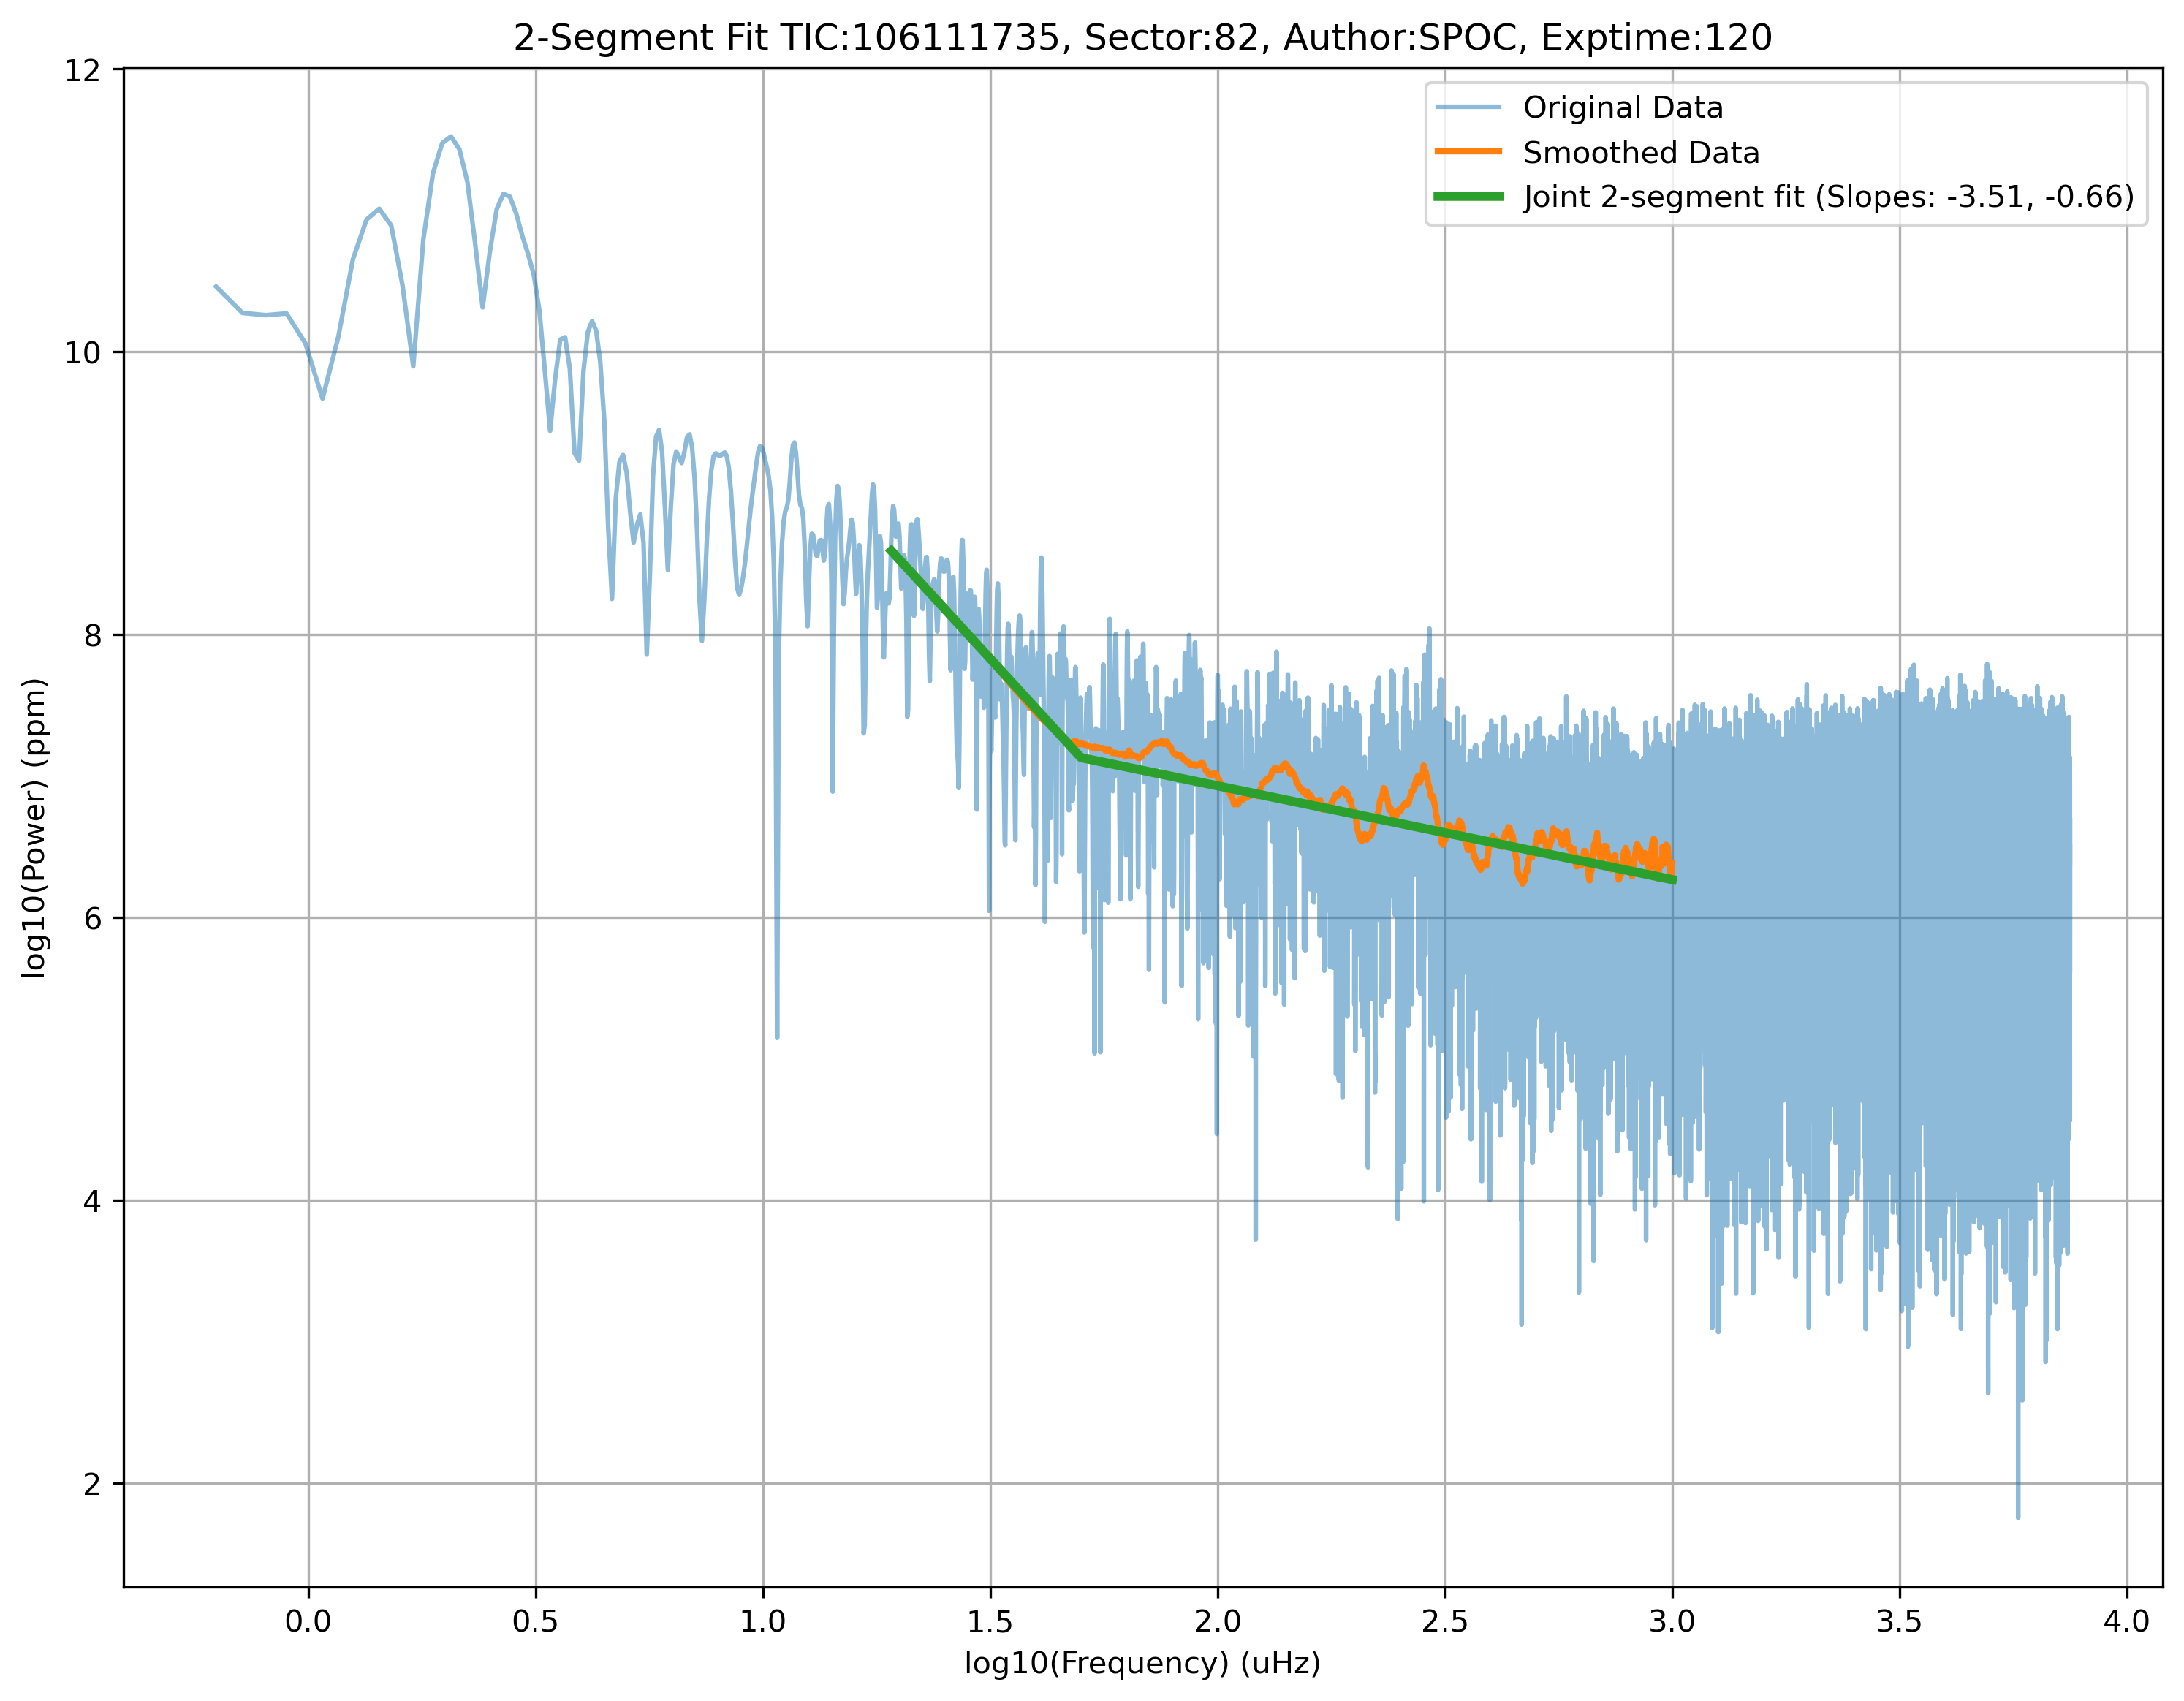 2-Segment Fit TIC:106111735, Sector:82, Author:SPOC, Exptime:120
Original Data
Smoothed Data
Joint 2-segment fit (Slopes: -3.51, -0.66)
log10(Power) (ppm)
12
10
8
6
4
2
0.0 0.5 1.0 1.5 2.0 2.5 3.0 3.5 4.0
log10(Frequency) (uHz)